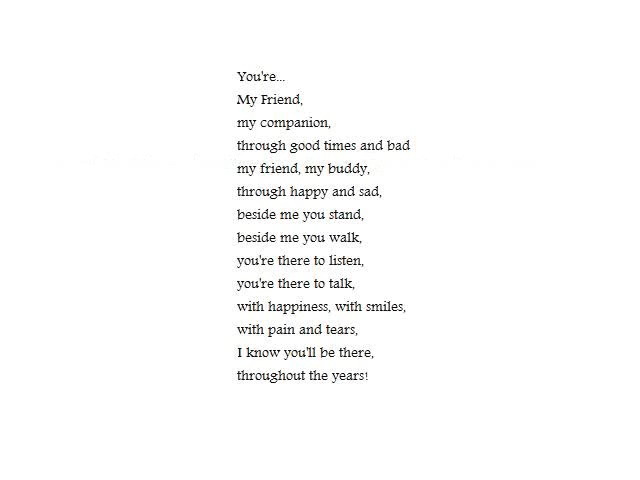 You're...
My Friend,
my companion,
through good times and bad
my friend, my buddy,
through happy and sad,
beside me you stand,
beside me you walk,
you're there to listen,
you're there to talk,
with happiness, with smiles,
with pain and tears,
I know you'll be there,
throughout the years!